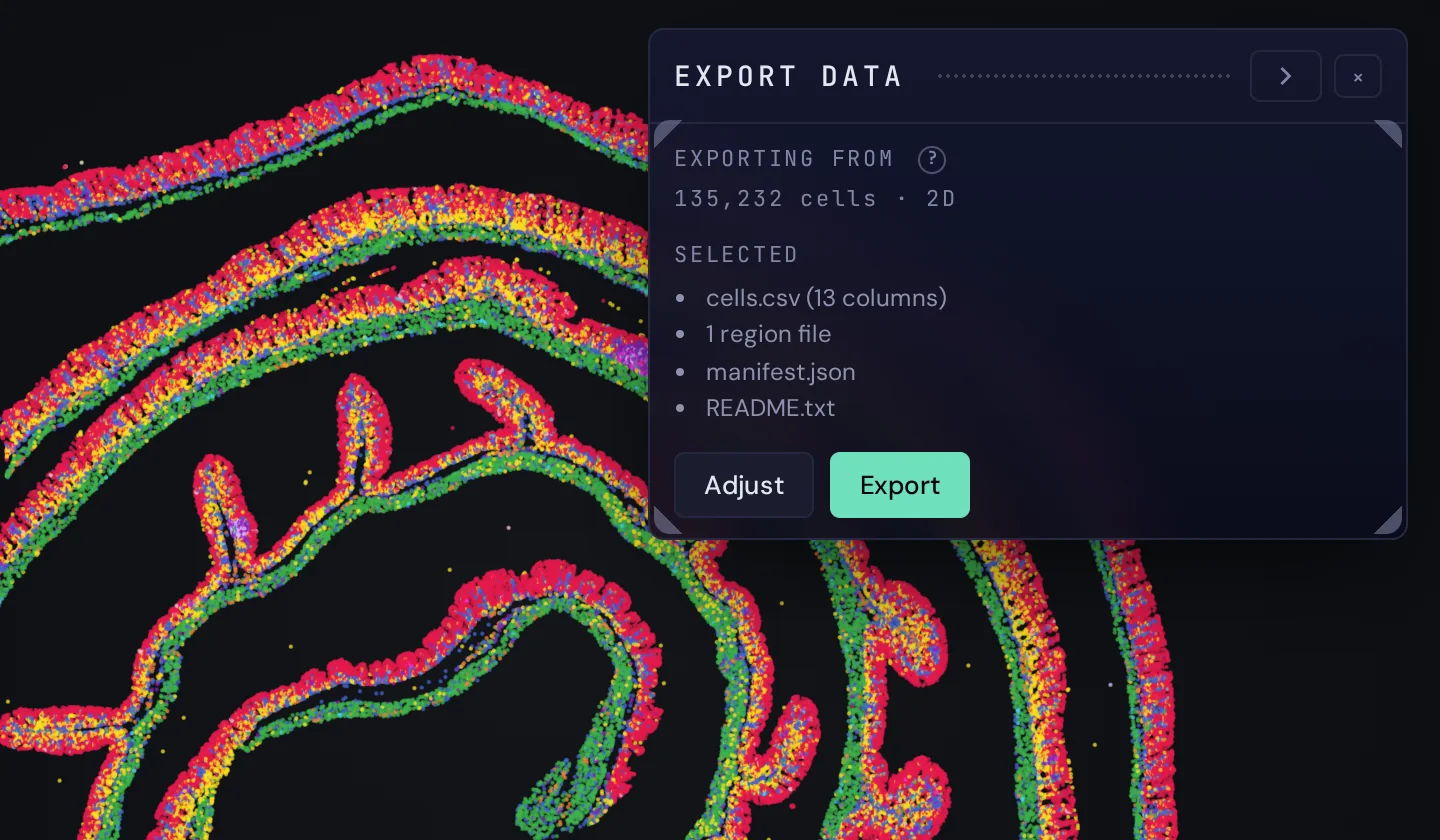 EXPORT DATA
×
EXPORTING FROM ?
135,232 cells · 2D
SELECTED
• cells.csv (13 columns)
• 1 region file
• manifest.json
• README.txt
Adjust
Export